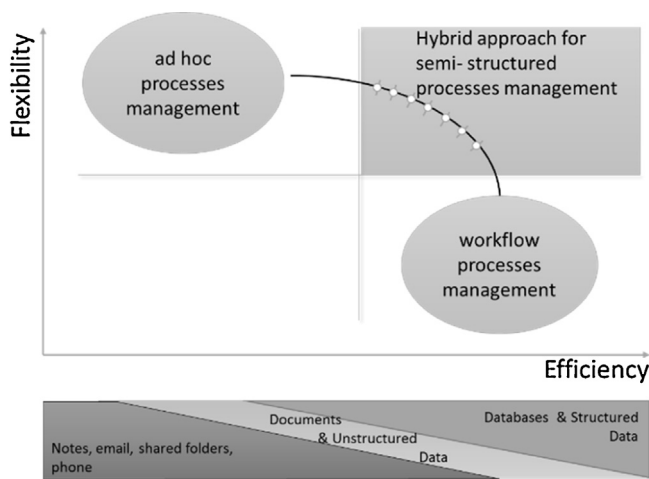 Flexibility
ad hoc
processes
management
Hybrid approach for
semi- structured
processes management
workflow
processes
management
Efficiency
Notes, email, shared folders,
phone
Documents
& Unstructured
Data
Databases & Structured
Data